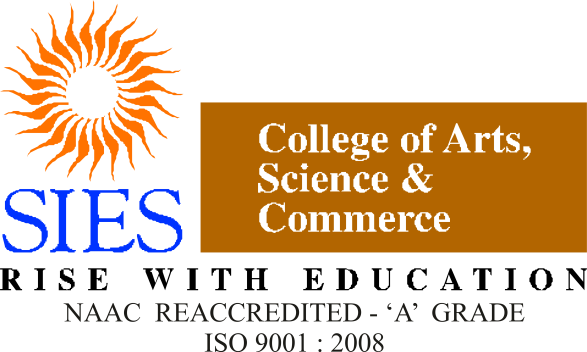 College of Arts,
Science &
Commerce
SIES
RISE WITH EDUCATION
NAAC REACCREDITED - ‘A’ GRADE
ISO 9001 : 2008